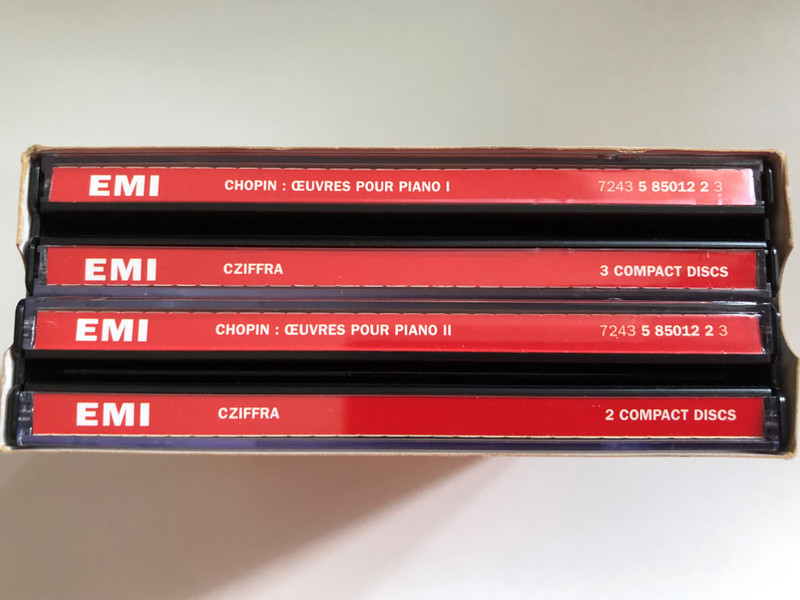 EMI CHOPIN : ŒUVRES POUR PIANO I 7243 5 85012 2 3
EMI CZIFFRA 3 COMPACT DISCS
EMI CHOPIN : ŒUVRES POUR PIANO II 7243 5 85012 2 3
EMI CZIFFRA 2 COMPACT DISCS